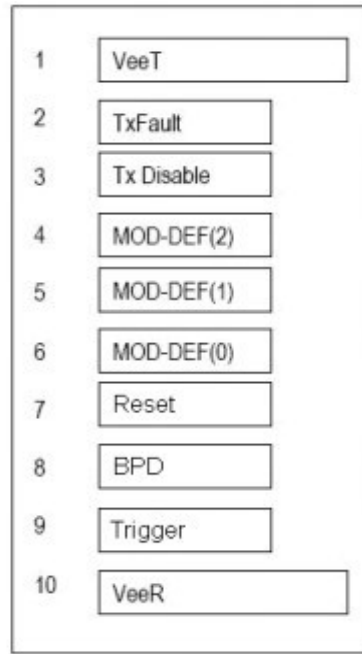 1 VeeT
2 TxFault
3 Tx Disable
4 MOD-DEF(2)
5 MOD-DEF(1)
6 MOD-DEF(0)
7 Reset
8 BPD
9 Trigger
10 VeeR